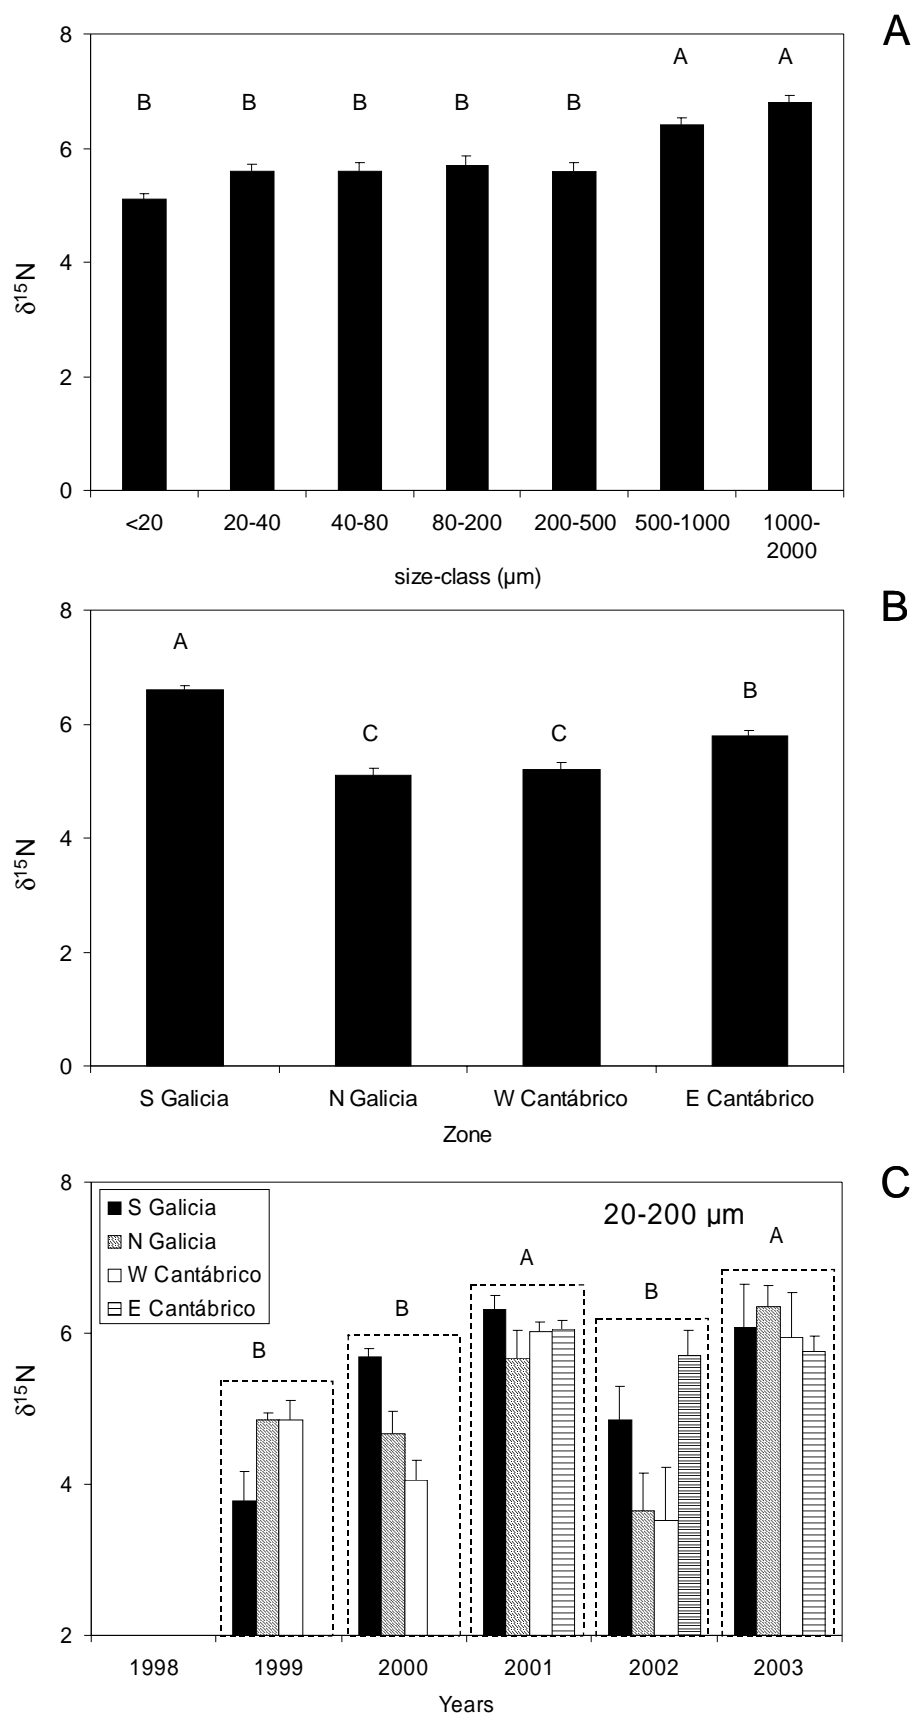 A
8
A A
B B B B B
6
4
2
0
δ15N
<20 20-40 40-80 80-200 200-500 500-1000 1000-
2000
size-class (µm)
B
8
A
B
C C
6
4
2
0
δ15N
S Galicia N Galicia W Cantábrico E Cantábrico
Zone
C
8
S Galicia
N Galicia
W Cantábrico
E Cantábrico
20-200 µm
A
A
B
B
B
6
4
2
δ15N
1998 1999 2000 2001 2002 2003
Years